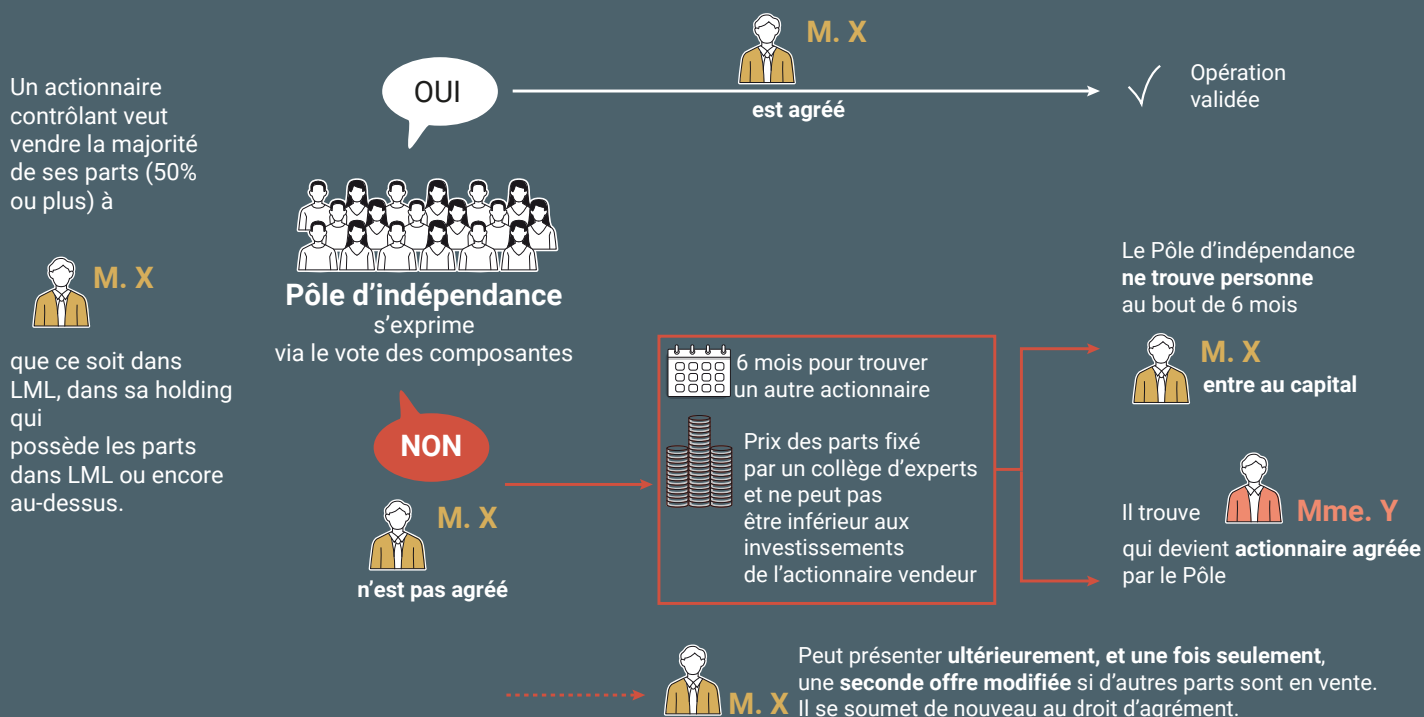 Un actionnaire
contrôlant veut
vendre la majorité
de ses parts (50%
ou plus) à
M. X
que ce soit dans
LML, dans sa holding
qui
possède les parts
dans LML ou encore
au-dessus.
OUI
Pôle d'indépendance
s'exprime
via le vote des composantes
NON
M. X
n'est pas agréé
M. X
est agréé
Opération
validée
6 mois pour trouver
un autre actionnaire
Prix des parts fixé
par un collège d'experts
et ne peut pas
être inférieur aux
investissements
de l'actionnaire vendeur
Le Pôle d'indépendance
ne trouve personne
au bout de 6 mois
M. X
entre au capital
Il trouve Mme. Y
qui devient actionnaire agréée
par le Pôle
M. X
Peut présenter ultérieurement, et une fois seulement,
une seconde offre modifiée si d'autres parts sont en vente.
Il se soumet de nouveau au droit d'agrément.